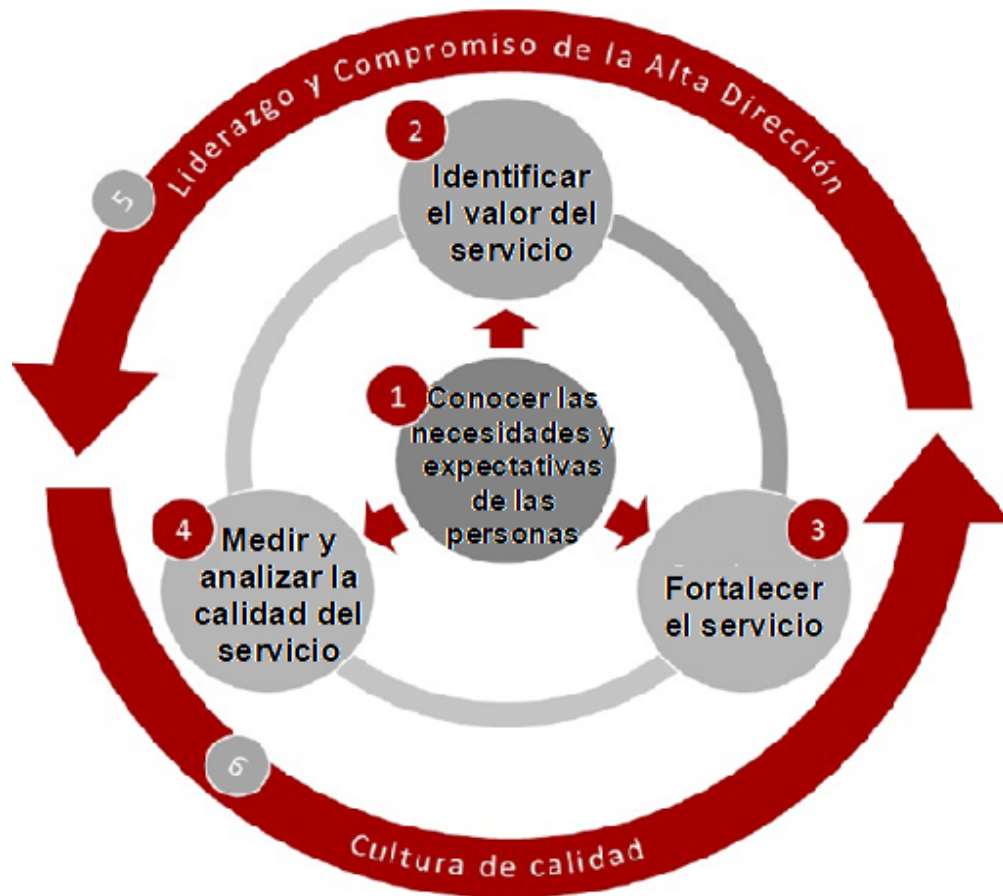 Liderazgo y Compromiso de la Alta Dirección
5
2
Identificar
el valor del
servicio
1
Conocer las
necesidades y
expectativas
de las
personas
4
Medir y
analizar la
calidad del
servicio
3
Fortalecer
el servicio
6
Cultura de calidad